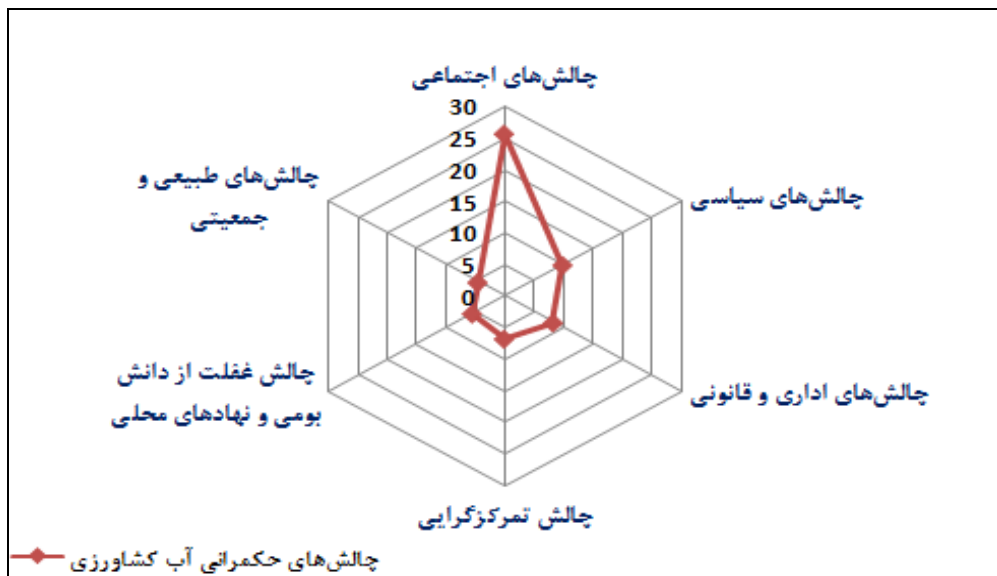 چالش‌های اجتماعی
30
25
20
15
10
5
0
چالش‌های سیاسی
چالش‌های اداری و قانونی
چالش تمرکزگرایی
چالش غفلت از دانش
بومی و نهادهای محلی
چالش‌های طبیعی و
جمعیتی
چالش‌های حکمرانی آب کشاورزی